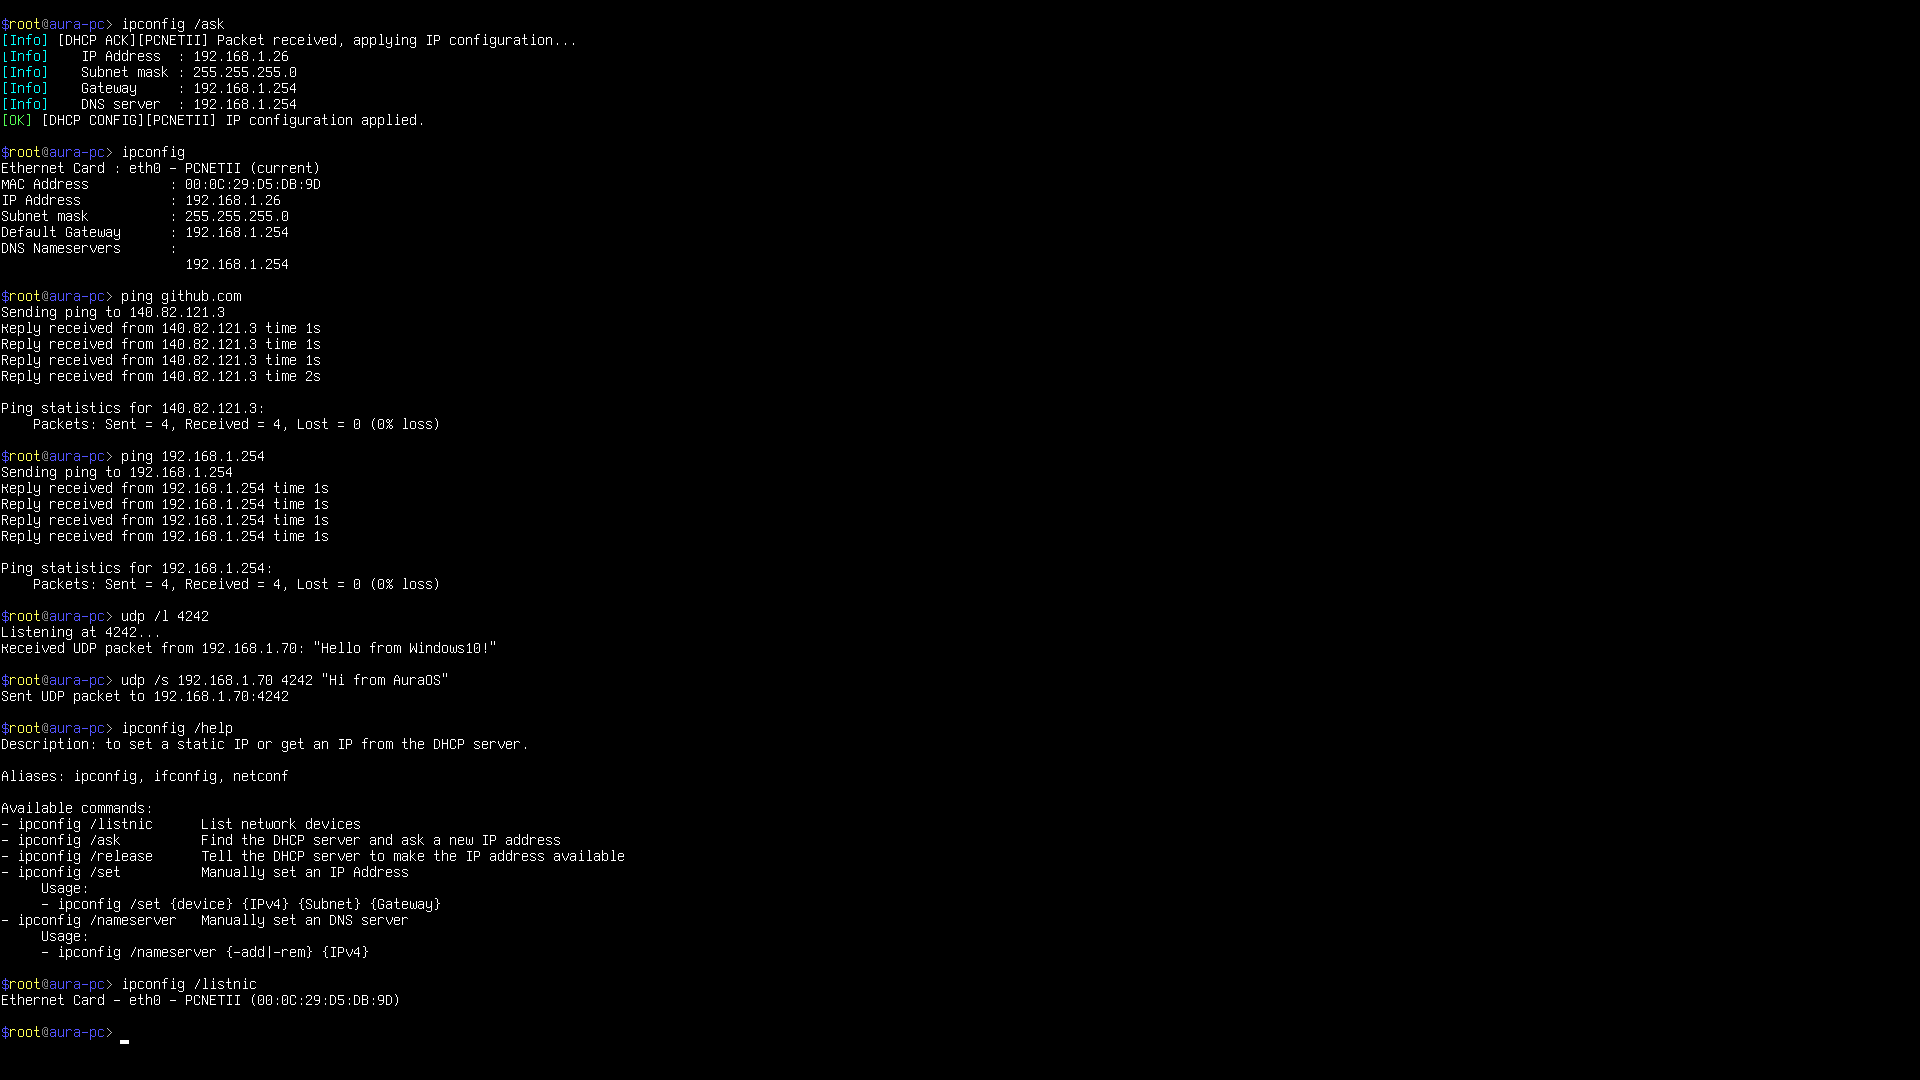 $root@aura-pc> ipconfig /ask
[Info] [DHCP ACK][PCNETII] Packet received, applying IP configuration...
[Info]    IP Address  : 192.168.1.26
[Info]    Subnet mask : 255.255.255.0
[Info]    Gateway     : 192.168.1.254
[Info]    DNS server  : 192.168.1.254
[OK] [DHCP CONFIG][PCNETII] IP configuration applied.
$root@aura-pc> ipconfig
Ethernet Card : eth0 - PCNETII (current)
MAC Address          : 00:0C:29:D5:DB:9D
IP Address           : 192.168.1.26
Subnet mask          : 255.255.255.0
Default Gateway      : 192.168.1.254
DNS Nameservers      :
                       192.168.1.254
$root@aura-pc> ping github.com
Sending ping to 140.82.121.3
Reply received from 140.82.121.3 time 1s
Reply received from 140.82.121.3 time 1s
Reply received from 140.82.121.3 time 1s
Reply received from 140.82.121.3 time 2s
Ping statistics for 140.82.121.3:
    Packets: Sent = 4, Received = 4, Lost = 0 (0% loss)
$root@aura-pc> ping 192.168.1.254
Sending ping to 192.168.1.254
Reply received from 192.168.1.254 time 1s
Reply received from 192.168.1.254 time 1s
Reply received from 192.168.1.254 time 1s
Reply received from 192.168.1.254 time 1s
Ping statistics for 192.168.1.254:
    Packets: Sent = 4, Received = 4, Lost = 0 (0% loss)
$root@aura-pc> udp /l 4242
Listening at 4242...
Received UDP packet from 192.168.1.70: "Hello from Windows10!"
$root@aura-pc> udp /s 192.168.1.70 4242 "Hi from AuraOS"
Sent UDP packet to 192.168.1.70:4242
$root@aura-pc> ipconfig /help
Description: to set a static IP or get an IP from the DHCP server.
Aliases: ipconfig, ifconfig, netconf
Available commands:
- ipconfig /listnic      List network devices
- ipconfig /ask          Find the DHCP server and ask a new IP address
- ipconfig /release      Tell the DHCP server to make the IP address available
- ipconfig /set          Manually set an IP Address
     Usage:
     - ipconfig /set {device} {IPv4} {Subnet} {Gateway}
- ipconfig /nameserver   Manually set an DNS server
     Usage:
     - ipconfig /nameserver {-add|-rem} {IPv4}
$root@aura-pc> ipconfig /listnic
Ethernet Card - eth0 - PCNETII (00:0C:29:D5:DB:9D)
$root@aura-pc> _